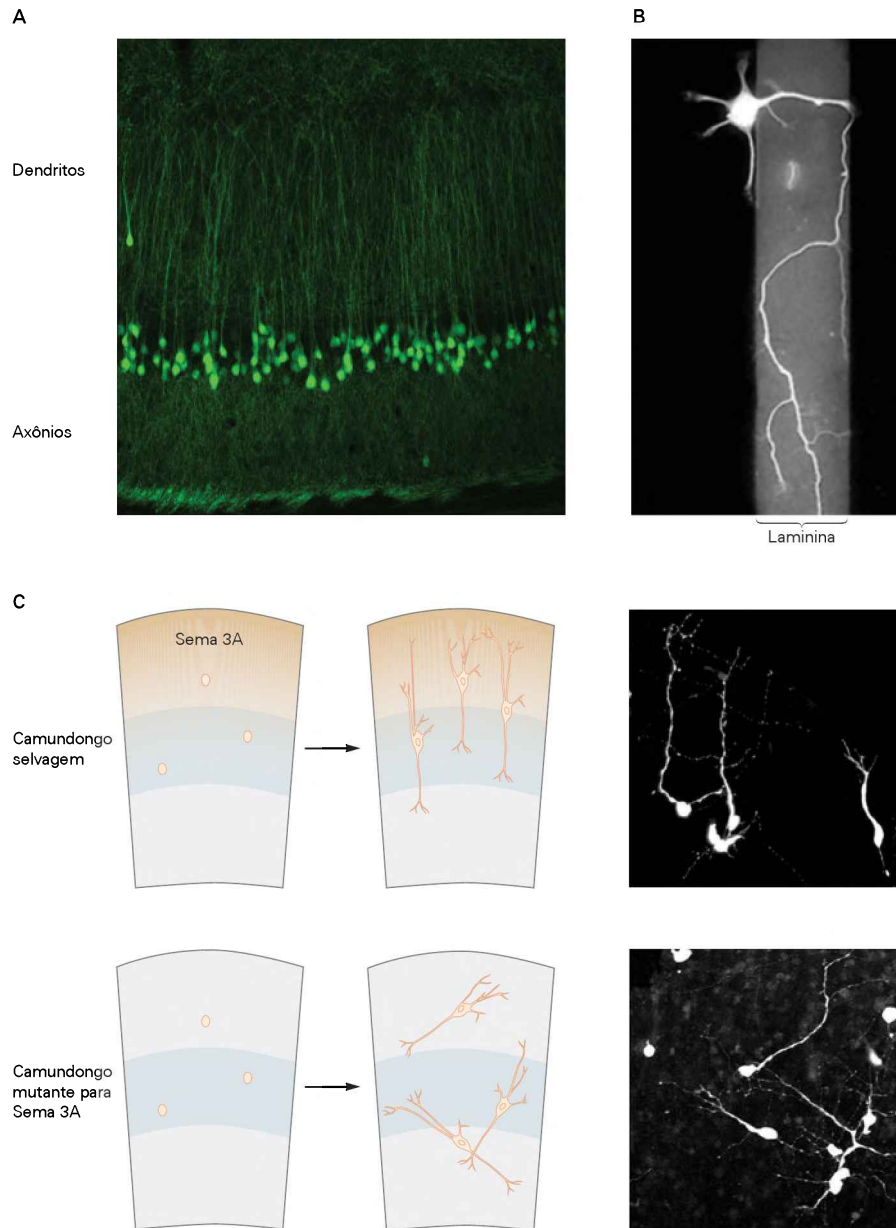 A
B
Dendritos
Axônios
Laminina
C
Sema 3A
Camundongo
selvagem
Camundongo
mutante para
Sema 3A